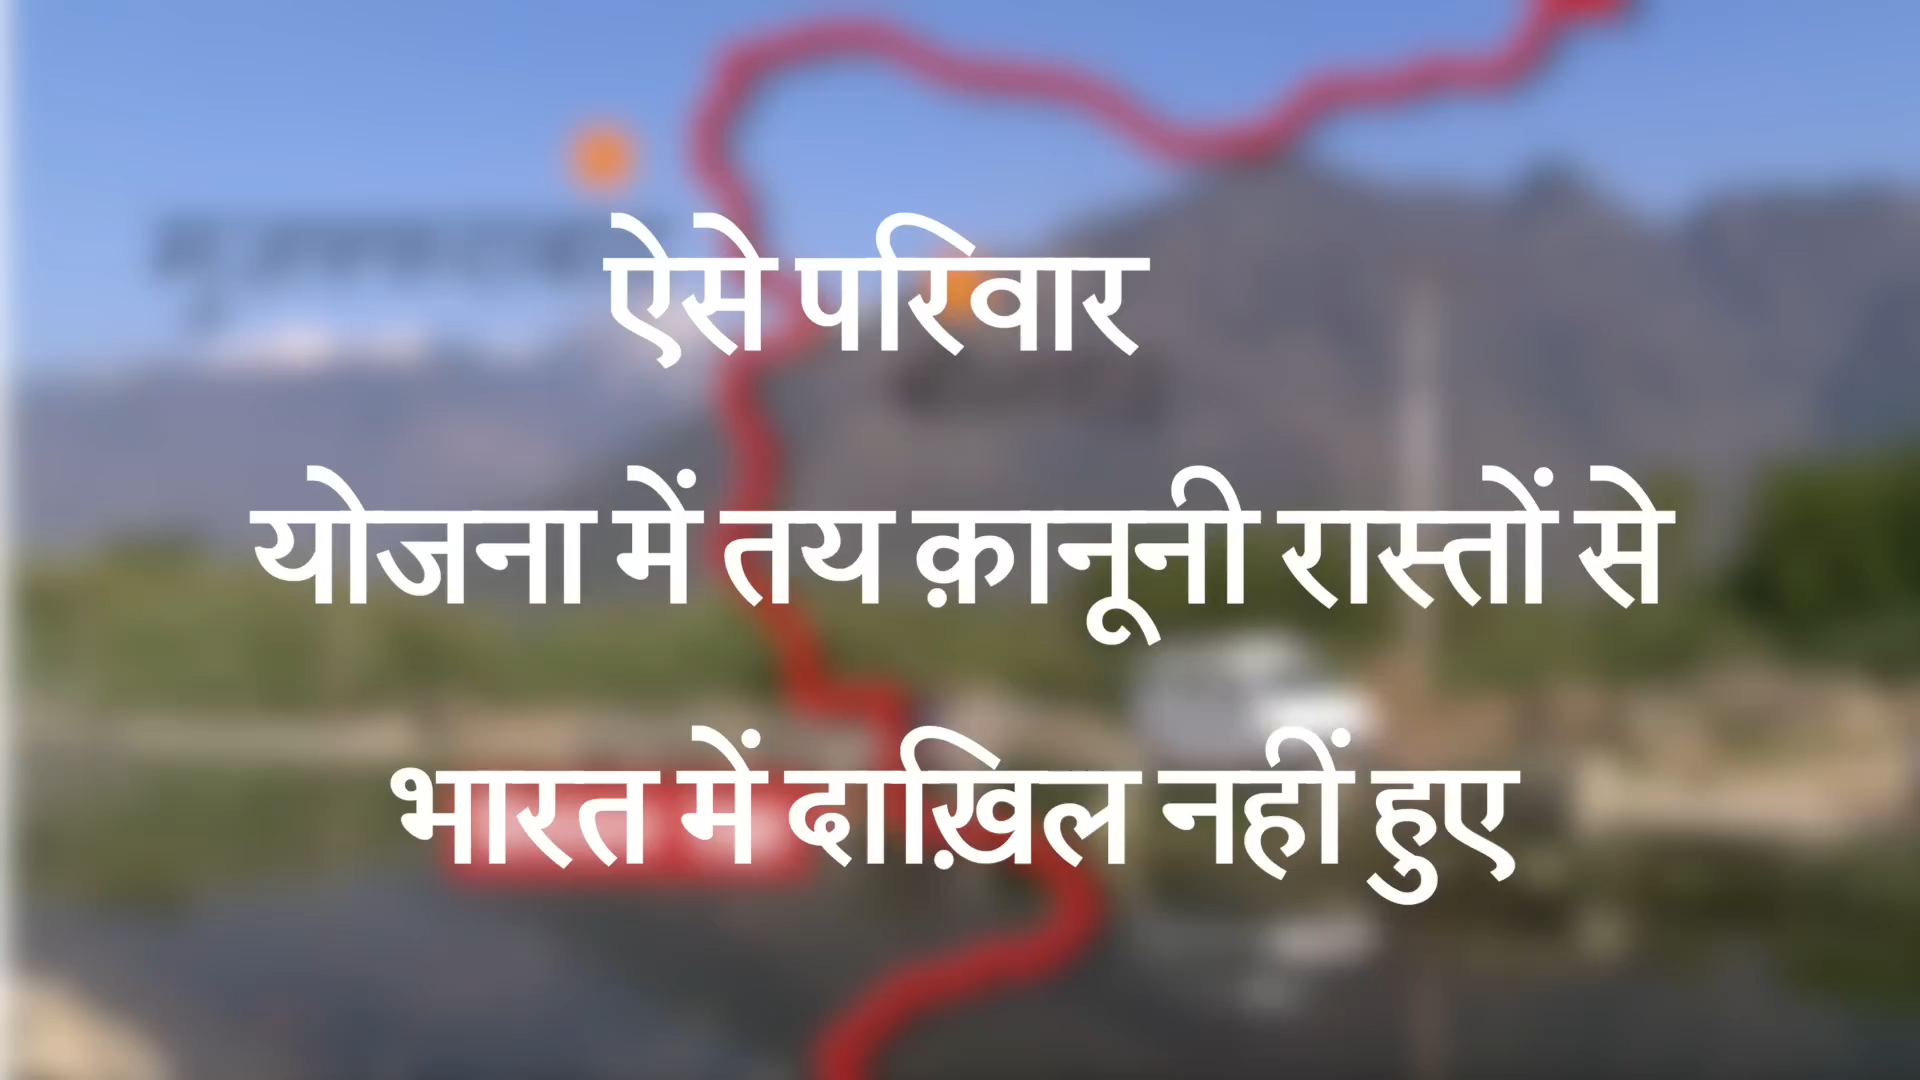 ऐसे परिवार
योजना में तय क़ानूनी रास्तों से
भारत में दाख़िल नहीं हुए